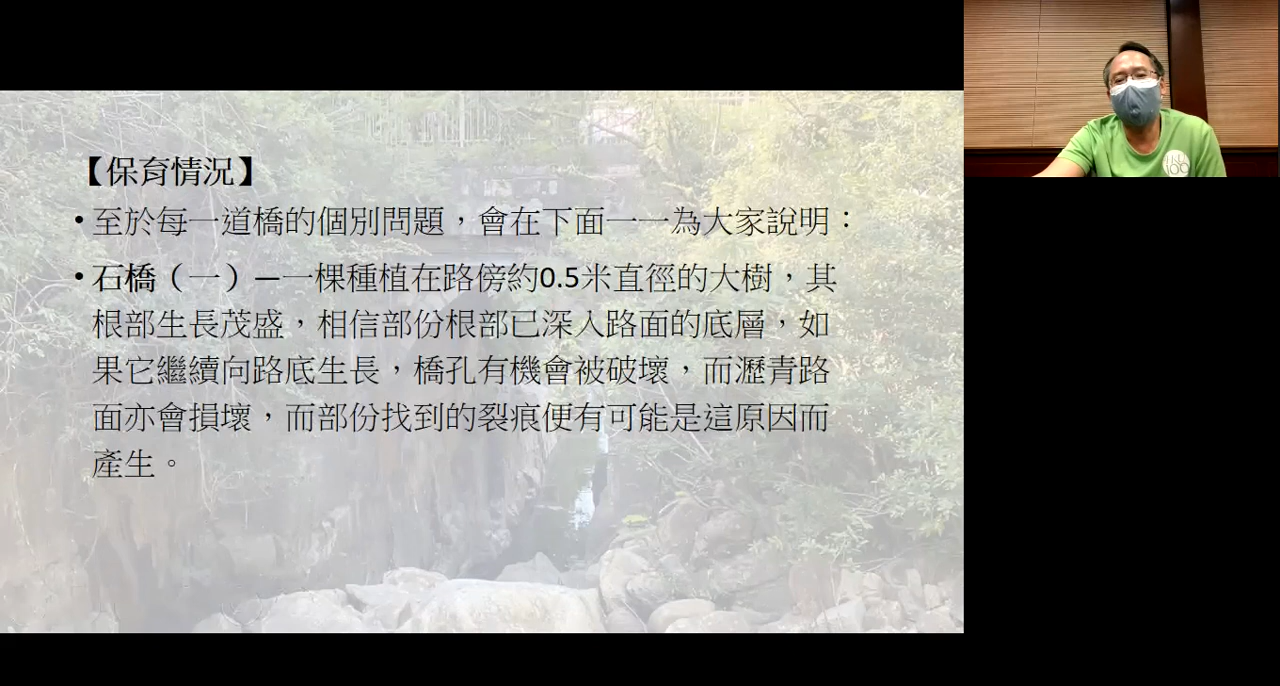 【保育情況】
• 至於每一道橋的個別問題，會在下面一一為大家說明：
• 石橋（一）—一棵種植在路傍約0.5米直徑的大樹，其
根部生長茂盛，相信部份根部已深入路面的底層，如
果它繼續向路底生長，橋孔有機會被破壞，而瀝青路
面亦會損壞，而部份找到的裂痕便有可能是這原因而
產生。